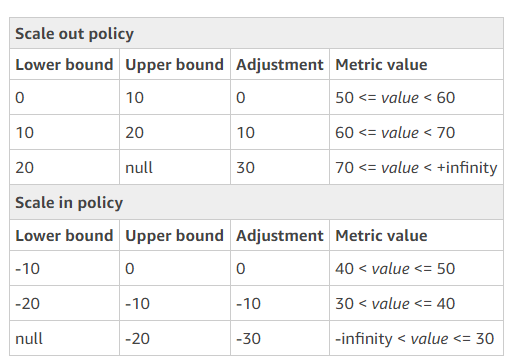 Scale out policy
Lower bound Upper bound Adjustment Metric value
0 10 0 50 <= value < 60
10 20 10 60 <= value < 70
20 null 30 70 <= value < +infinity
Scale in policy
Lower bound Upper bound Adjustment Metric value
-10 0 0 40 < value <= 50
-20 -10 -10 30 < value <= 40
null -20 -30 -infinity < value <= 30